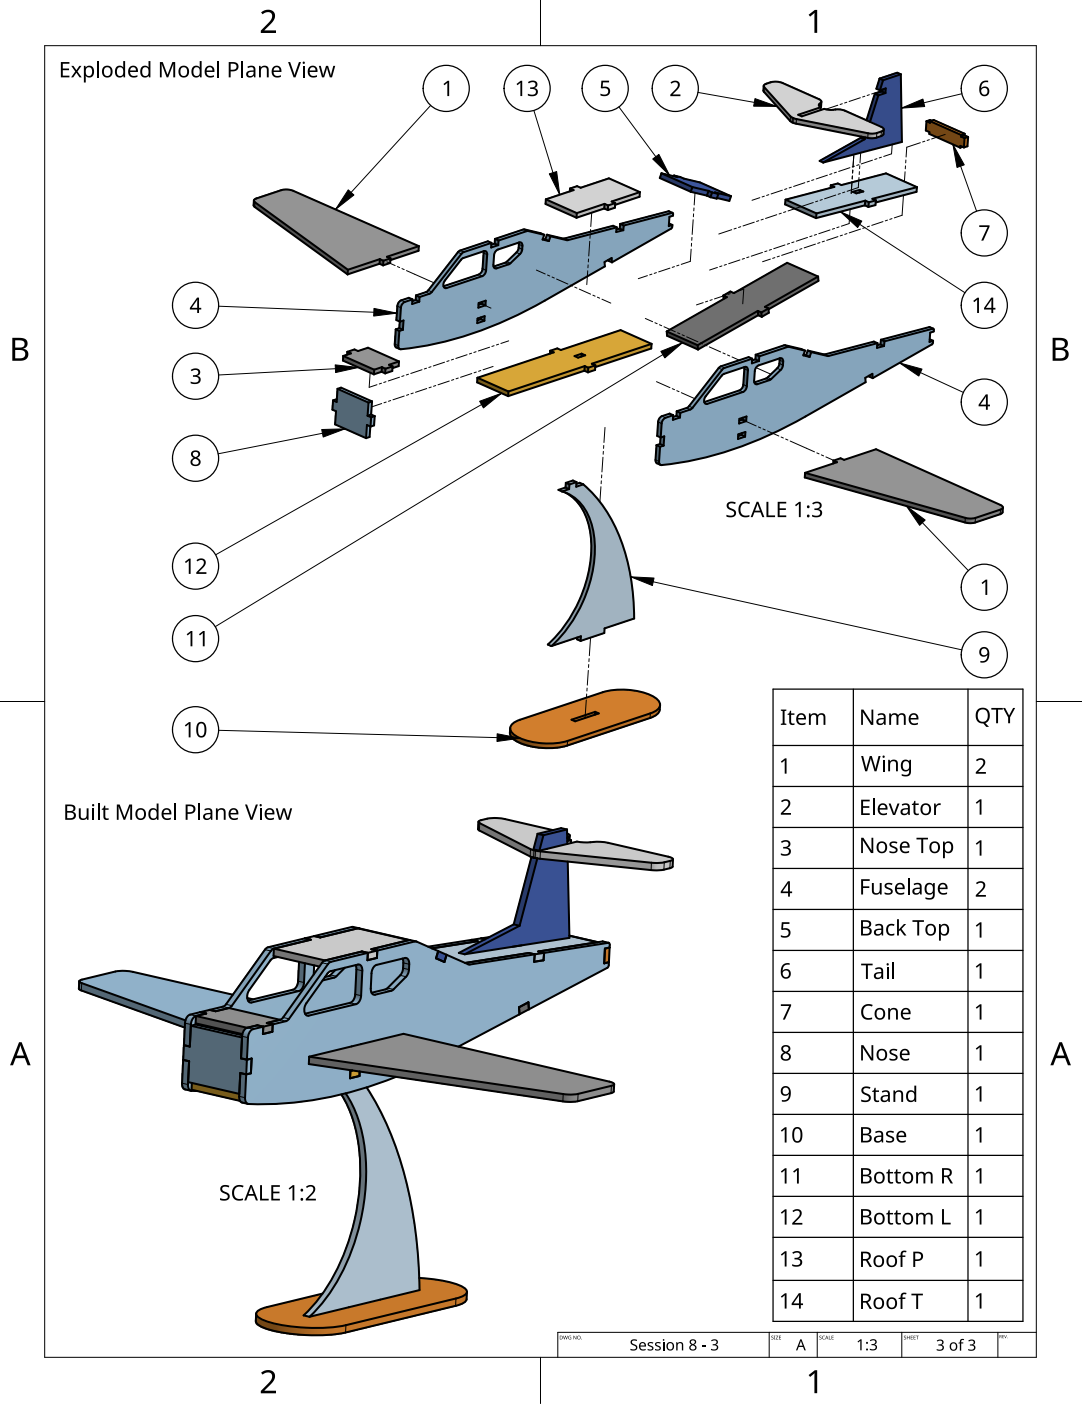 2 1
Exploded Model Plane View
1 13 5 2 6
7
4 14
B B
3
4
8
SCALE 1:3
12
1
11
9
10
Item Name QTY
1 Wing 2
2 Elevator 1
3 Nose Top 1
4 Fuselage 2
5 Back Top 1
6 Tail 1
7 Cone 1
8 Nose 1
9 Stand 1
10 Base 1
11 Bottom R 1
12 Bottom L 1
13 Roof P 1
14 Roof T 1
Built Model Plane View
A A
SCALE 1:2
DWG NO. Session 8 - 3 SIZE A SCALE 1:3 SHEET 3 of 3 REV.
2 1